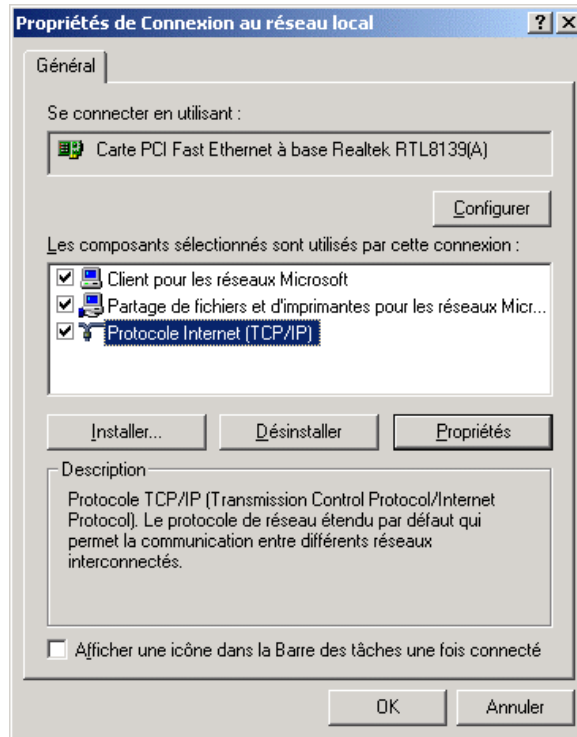 Propriétés de Connexion au réseau local
Général
Se connecter en utilisant :
Carte PCI Fast Ethernet à base Realtek RTL8139(A)
Configurer
Les composants sélectionnés sont utilisés par cette connexion :
Client pour les réseaux Microsoft
Partage de fichiers et d'imprimantes pour les réseaux Micr...
Protocole Internet (TCP/IP)
Installer...
Désinstaller
Propriétés
Description
Protocole TCP/IP (Transmission Control Protocol/Internet
Protocol). Le protocole de réseau étendu par défaut qui
permet la communication entre différents réseaux
interconnectés.
Afficher une icône dans la Barre des tâches une fois connecté
OK
Annuler